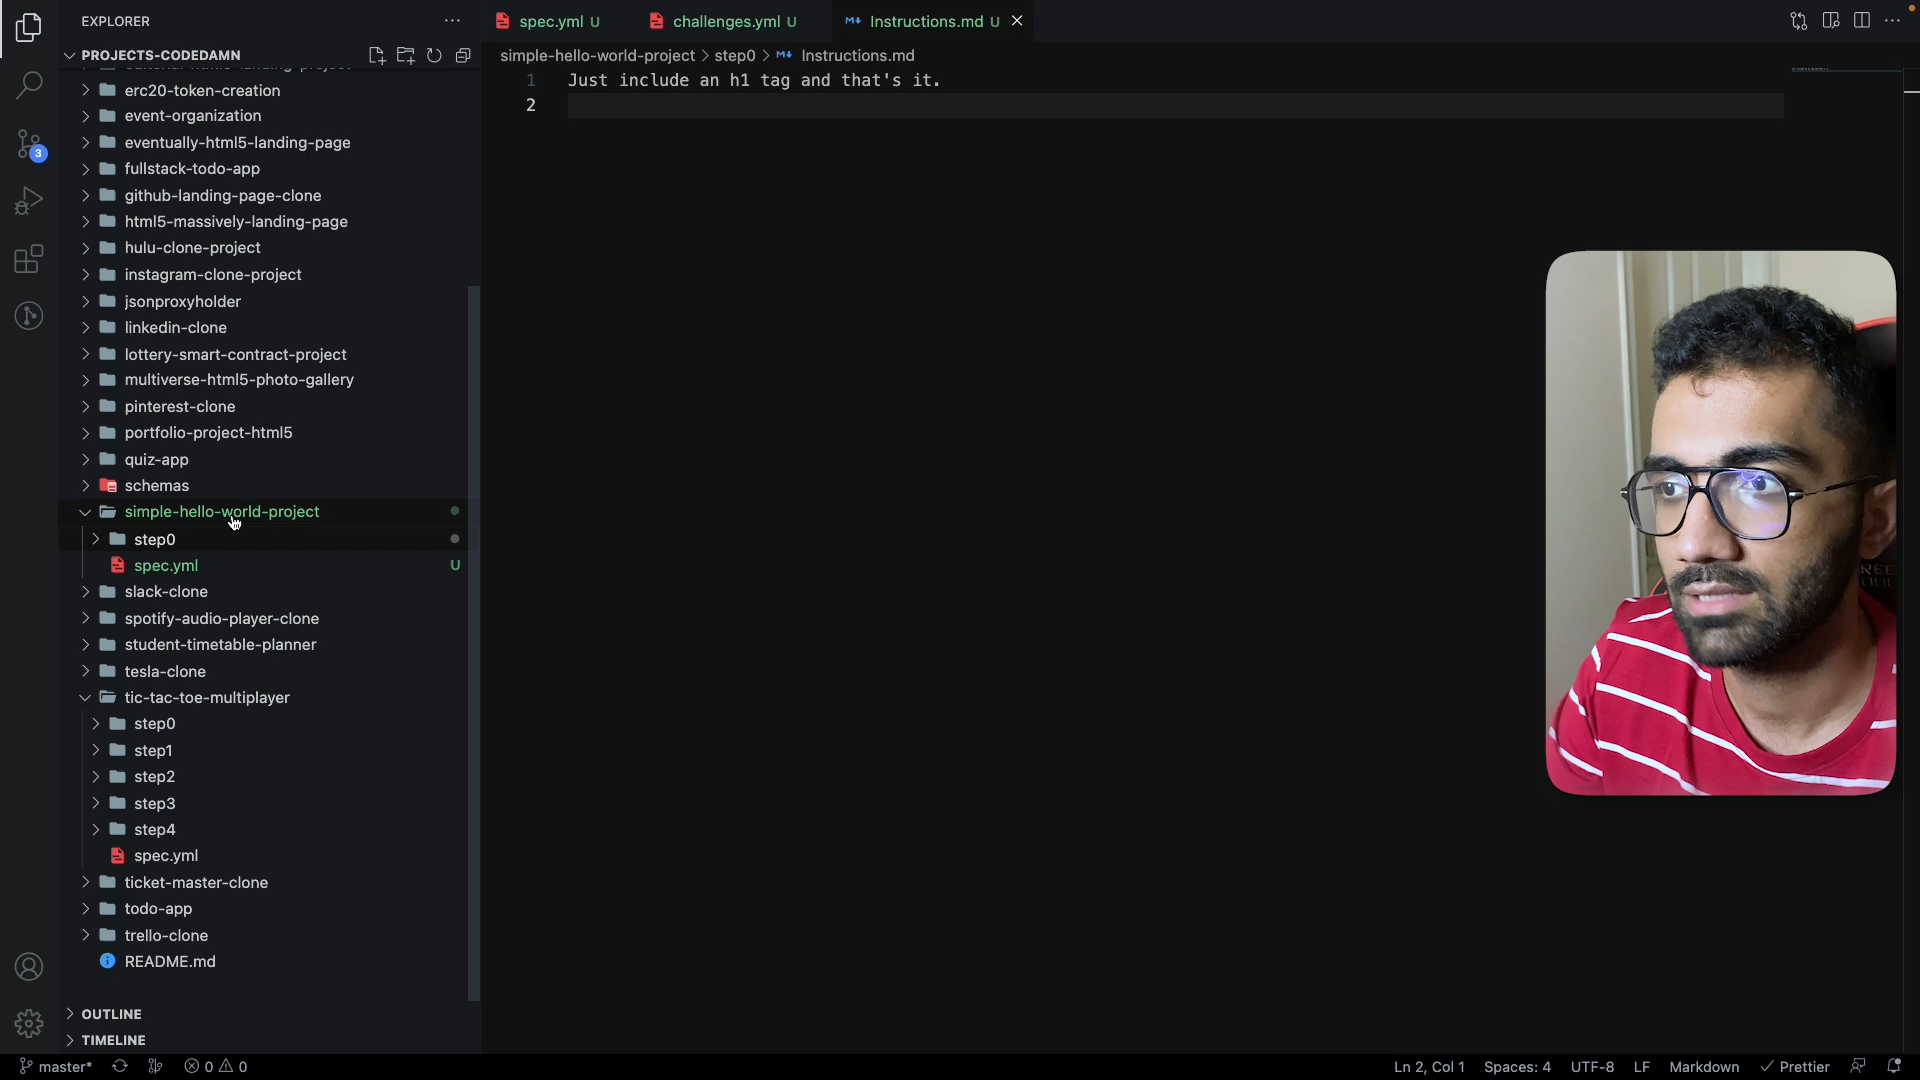 EXPLORER
PROJECTS-CODEDAMN
erc20-token-creation
event-organization
eventually-html5-landing-page
fullstack-todo-app
github-landing-page-clone
html5-massively-landing-page
hulu-clone-project
instagram-clone-project
jsonproxyholder
linkedin-clone
lottery-smart-contract-project
multiverse-html5-photo-gallery
pinterest-clone
portfolio-project-html5
quiz-app
schemas
simple-hello-world-project
step0
spec.yml U
slack-clone
spotify-audio-player-clone
student-timetable-planner
tesla-clone
tic-tac-toe-multiplayer
step0
step1
step2
step3
step4
spec.yml
ticket-master-clone
todo-app
trello-clone
README.md
OUTLINE
TIMELINE
3
spec.yml U
challenges.yml U
Instructions.md U
simple-hello-world-project > step0 > Instructions.md
1 Just include an h1 tag and that's it.
2
master* 0 0 Ln 2, Col 1 Spaces: 4 UTF-8 LF Markdown Prettier